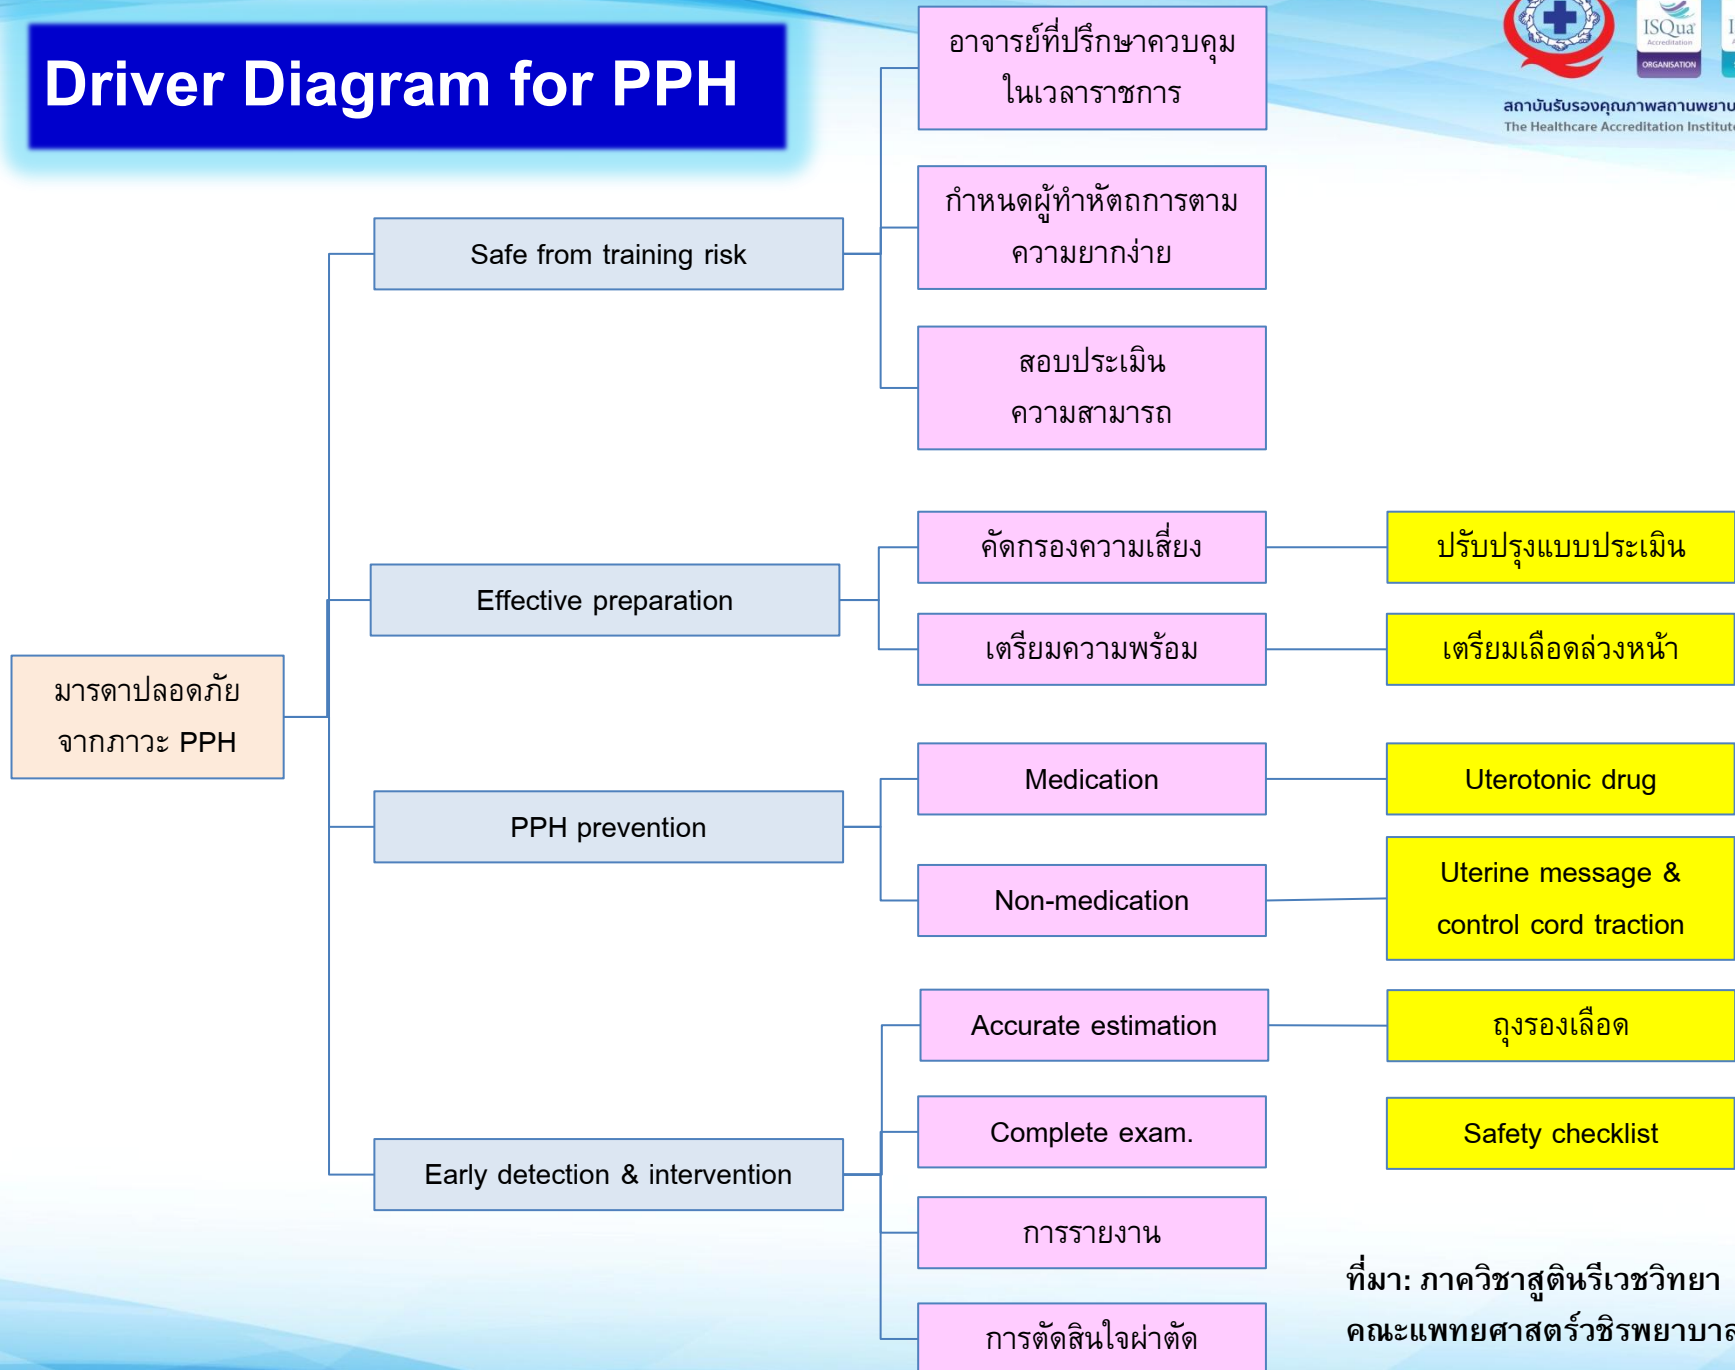 Driver Diagram for PPH
ISQua
Accreditation
ORGANISATION
สถาบันรับรองคุณภาพสถานพยาบ
The Healthcare Accreditation Institute
อาจารย์ที่ปรึกษาควบคุม
ในเวลาราชการ
กำหนดผู้ทำหัตถการตาม
ความยากง่าย
Safe from training risk
สอบประเมิน
ความสามารถ
คัดกรองความเสี่ยง
ปรับปรุงแบบประเมิน
Effective preparation
เตรียมความพร้อม
เตรียมเลือดล่วงหน้า
มารดาปลอดภัย
จากภาวะ PPH
Medication
Uterotonic drug
PPH prevention
Non-medication
Uterine message &
control cord traction
Accurate estimation
ถุงรองเลือด
Complete exam.
Safety checklist
Early detection & intervention
การรายงาน
การตัดสินใจผ่าตัด
ที่มา: ภาควิชาสูตินรีเวชวิทยา
คณะแพทยศาสตร์วชิรพยาบาล